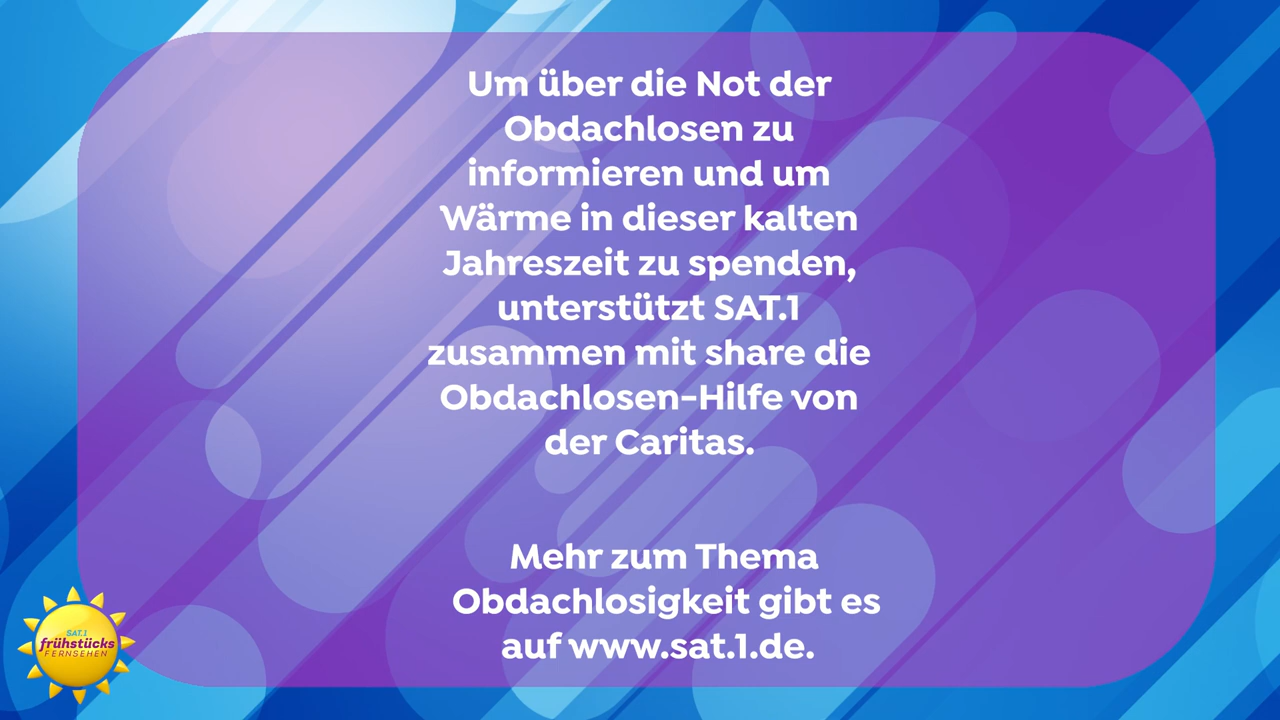 Um über die Not der
Obdachlosen zu
informieren und um
Wärme in dieser kalten
Jahreszeit zu spenden,
unterstützt SAT.1
zusammen mit share die
Obdachlosen-Hilfe von
der Caritas.
Mehr zum Thema
Obdachlosigkeit gibt es
auf www.sat.1.de.
SAT.1
frühstücks
FERNSEHEN